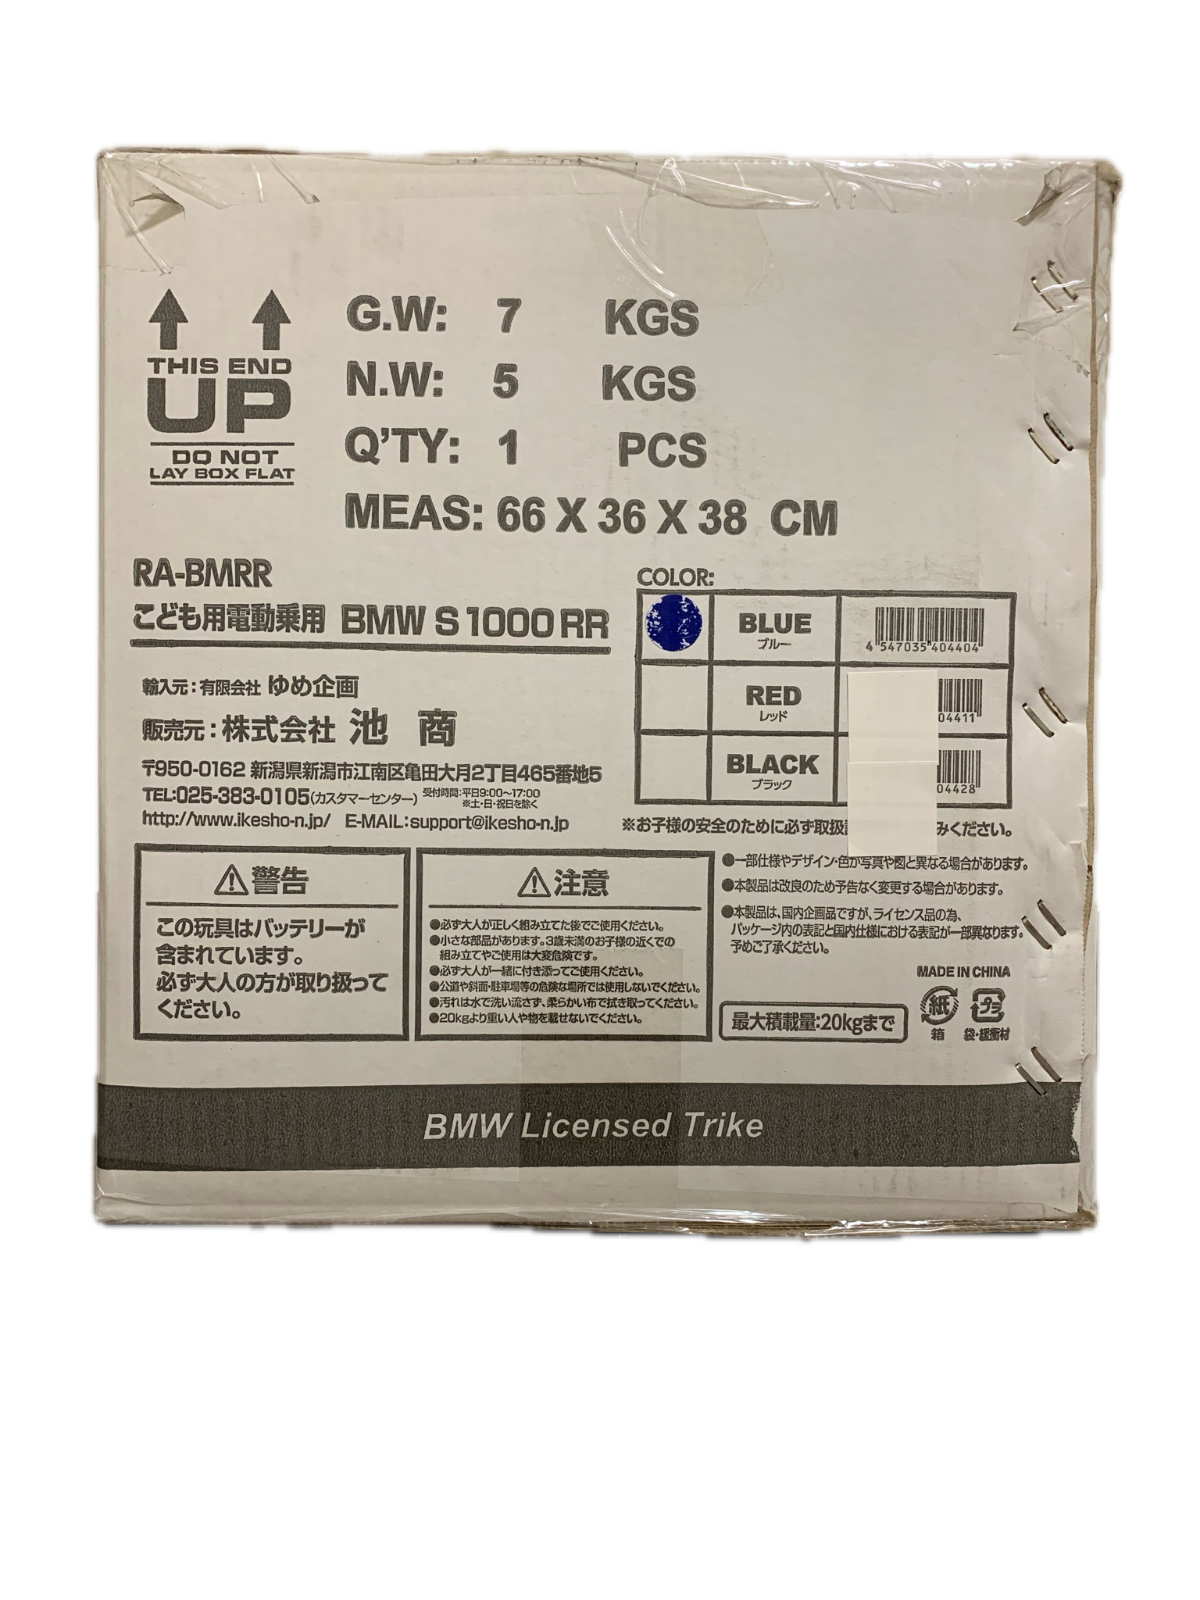 THIS END
UP
DO NOT
LAY BOX FLAT
G.W: 7 KGS
N.W: 5 KGS
Q'TY: 1 PCS
MEAS: 66 X 36 X 38 CM
RA-BMRR
こども用電動乗用 BMW S 1000 RR
輸入元:有限会社 ゆめ企画
販売元:株式会社 池 商
〒950-0162 新潟県新潟市江南区亀田大月2丁目465番地5
TEL:025-383-0105(カスタマーセンター) 受付時間:平日9:00～17:00
※土・日・祝日を除く
http://www.ikesho-n.jp/ E-MAIL:support@ikesho-n.jp
COLOR:
BLUE
ブルー
4 547035 404404
RED
レッド
04411
BLACK
ブラック
04428
※お子様の安全のために必ず取扱 みください。
⚠警告
この玩具はバッテリーが
含まれています。
必ず大人の方が取り扱って
ください。
⚠注意
●必ず大人が正しく組み立てた後でご使用ください。
●小さな部品があります。3歳未満のお子様の近くでの
組み立てやご使用は大変危険です。
●必ず大人が一緒に付き添ってご使用ください。
●公道や斜面・駐車場等の危険な場所では使用しないでください。
●汚れは水で洗い流さず、柔らかい布で拭き取ってください。
●20kgより重い人や物を載せないでください。
●一部仕様やデザイン・色が写真や図と異なる場合があります。
●本製品は改良のため予告なく変更する場合があります。
●本製品は、国内企画品ですが、ライセンス品の為、
パッケージ内の表記と国内仕様における表記が一部異なります。
予めご了承ください。
MADE IN CHINA
最大積載量:20kgまで
紙
箱
プラ
袋・緩衝材
BMW Licensed Trike